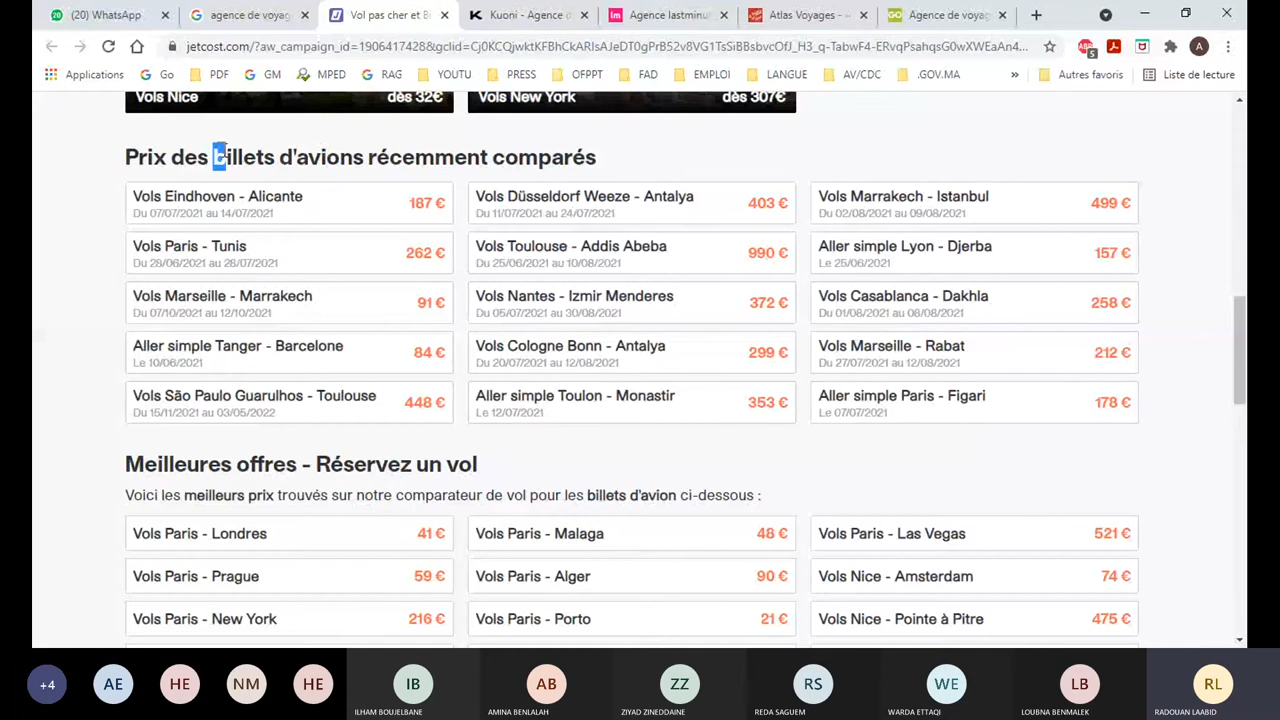 (20) WhatsApp
agence de voyag
Vol pas cher et Bi
Kuoni - Agence d
Agence lastminut
Atlas Voyages -
Agence de voyag
jetcost.com/?aw_campaign_id=1900617428&gclid=
Applications
Go
PDF
GM
MPED
RAG
YOUTU
PRESS
OFPPT
FAD
EMPLOI
LANGUE
AV/CDC
.GOV.MA
»
Autres favoris
Liste de lecture
Vols Nice dès 32€
Vols New York dès 307€
Prix des billets d'avions récemment comparés
Vols Eindhoven - Alicante 187 €
Du 07/07/2021 au 14/07/2021
Vols Düsseldorf Weeze - Antalya 403 €
Du 11/07/2021 au 24/07/2021
Vols Marrakech - Istanbul 499 €
Du 02/08/2021 au 09/08/2021
Vols Paris - Tunis 262 €
Du 28/06/2021 au 28/07/2021
Vols Toulouse - Addis Abeba 990 €
Du 25/06/2021 au 10/08/2021
Aller simple Lyon - Djerba 157 €
Le 25/06/2021
Vols Marseille - Marrakech 91 €
Du 07/10/2021 au 12/10/2021
Vols Nantes - Izmir Menderes 372 €
Du 05/07/2021 au 30/08/2021
Vols Casablanca - Dakhla 258 €
Du 01/08/2021 au 08/08/2021
Aller simple Tanger - Barcelone 84 €
Le 10/06/2021
Vols Cologne Bonn - Antalya 299 €
Du 20/07/2021 au 12/08/2021
Vols Marseille - Rabat 212 €
Du 27/07/2021 au 12/08/2021
Vols São Paulo Guarulhos - Toulouse 448 €
Du 15/11/2021 au 03/05/2022
Aller simple Toulon - Monastir 353 €
Le 12/07/2021
Aller simple Paris - Figari 178 €
Le 07/07/2021
Meilleures offres - Réservez un vol
Voici les meilleurs prix trouvés sur notre comparateur de vol pour les billets d'avion ci-dessous :
Vols Paris - Londres 41 €
Vols Paris - Malaga 48 €
Vols Paris - Las Vegas 521 €
Vols Paris - Prague 59 €
Vols Paris - Alger 90 €
Vols Nice - Amsterdam 74 €
Vols Paris - New York 216 €
Vols Paris - Porto 21 €
Vols Nice - Pointe à Pitre 475 €
+4
AE
HE
NM
HE
IB
ILHAM BOUJELBANE
AB
AMINA BENLALAH
ZZ
ZIYAD ZINEDDAINE
RS
REDA SAGUEM
WE
WARDA ETTAQI
LB
LOUBNA BENMALEK
RL
RADOUAN LAABID